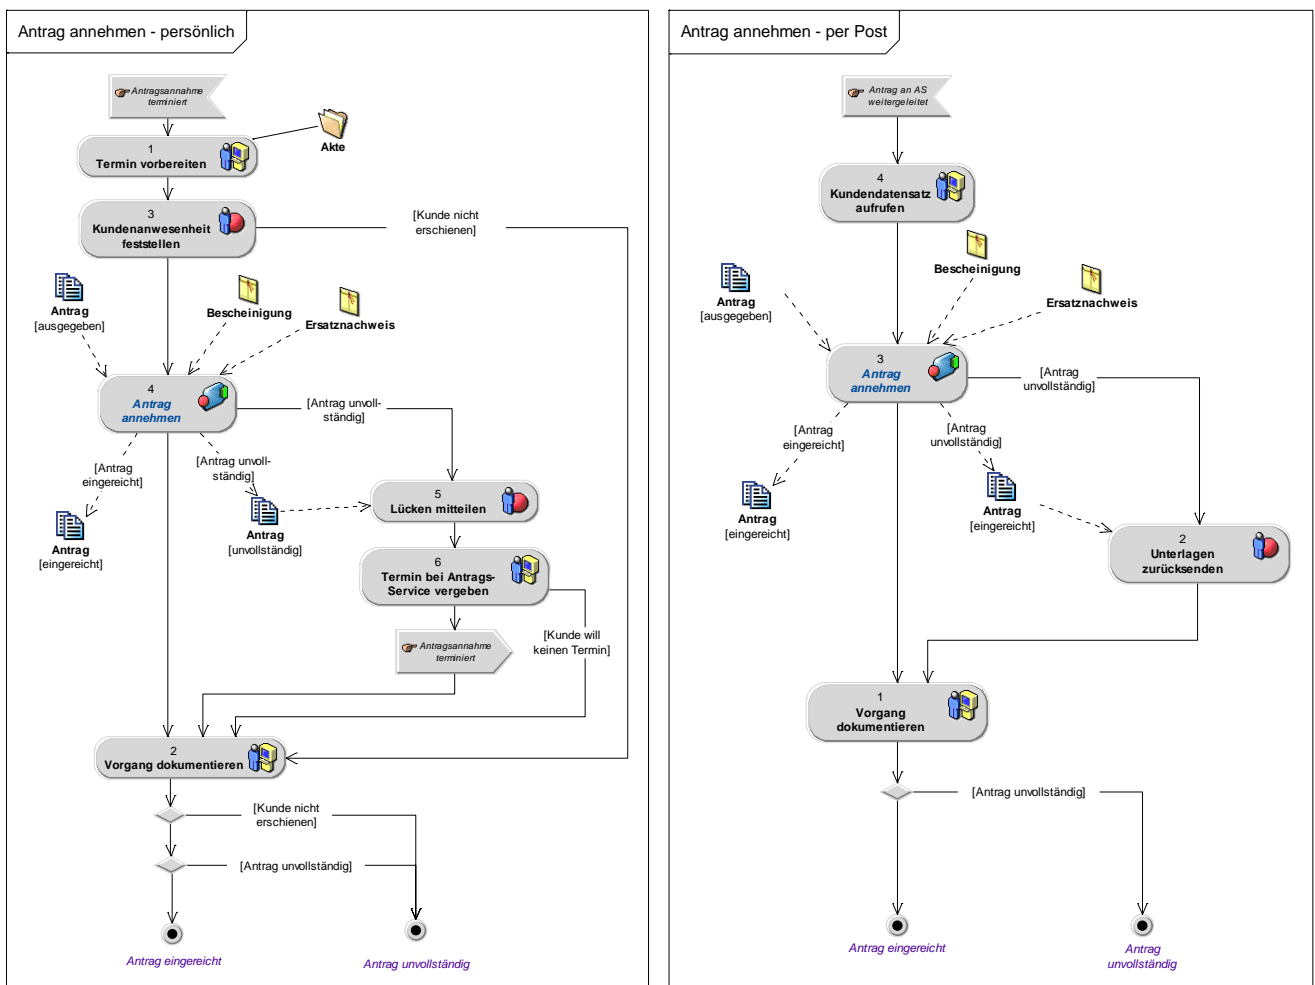 Antrag annehmen - persönlich
Antragsannahme
terminiert
Akte
1
Termin vorbereiten
3
Kundenanwesenheit
feststellen
[Kunde nicht
erschienen]
Antrag
[ausgegeben]
Bescheinigung
Ersatznachweis
4
Antrag
annehmen
[Antrag unvoll-
ständig]
[Antrag
eingereicht]
[Antrag unvoll-
ständig]
Antrag
[eingereicht]
Antrag
[unvollständig]
5
Lücken mitteilen
6
Termin bei Antrags-
Service vergeben
[Kunde will
keinen Termin]
Antragsannahme
terminiert
2
Vorgang dokumentieren
[Kunde nicht
erschienen]
[Antrag unvollständig]
Antrag eingereicht
Antrag unvollständig
Antrag annehmen - per Post
Antrag an AS
weitergeleitet
4
Kundendatensatz
aufrufen
Antrag
[ausgegeben]
Bescheinigung
Ersatznachweis
3
Antrag
annehmen
[Antrag
unvollständig]
[Antrag
eingereicht]
[Antrag
unvollständig]
Antrag
[eingereicht]
Antrag
[eingereicht]
2
Unterlagen
zurücksenden
1
Vorgang
dokumentieren
[Antrag unvollständig]
Antrag eingereicht
Antrag
unvollständig